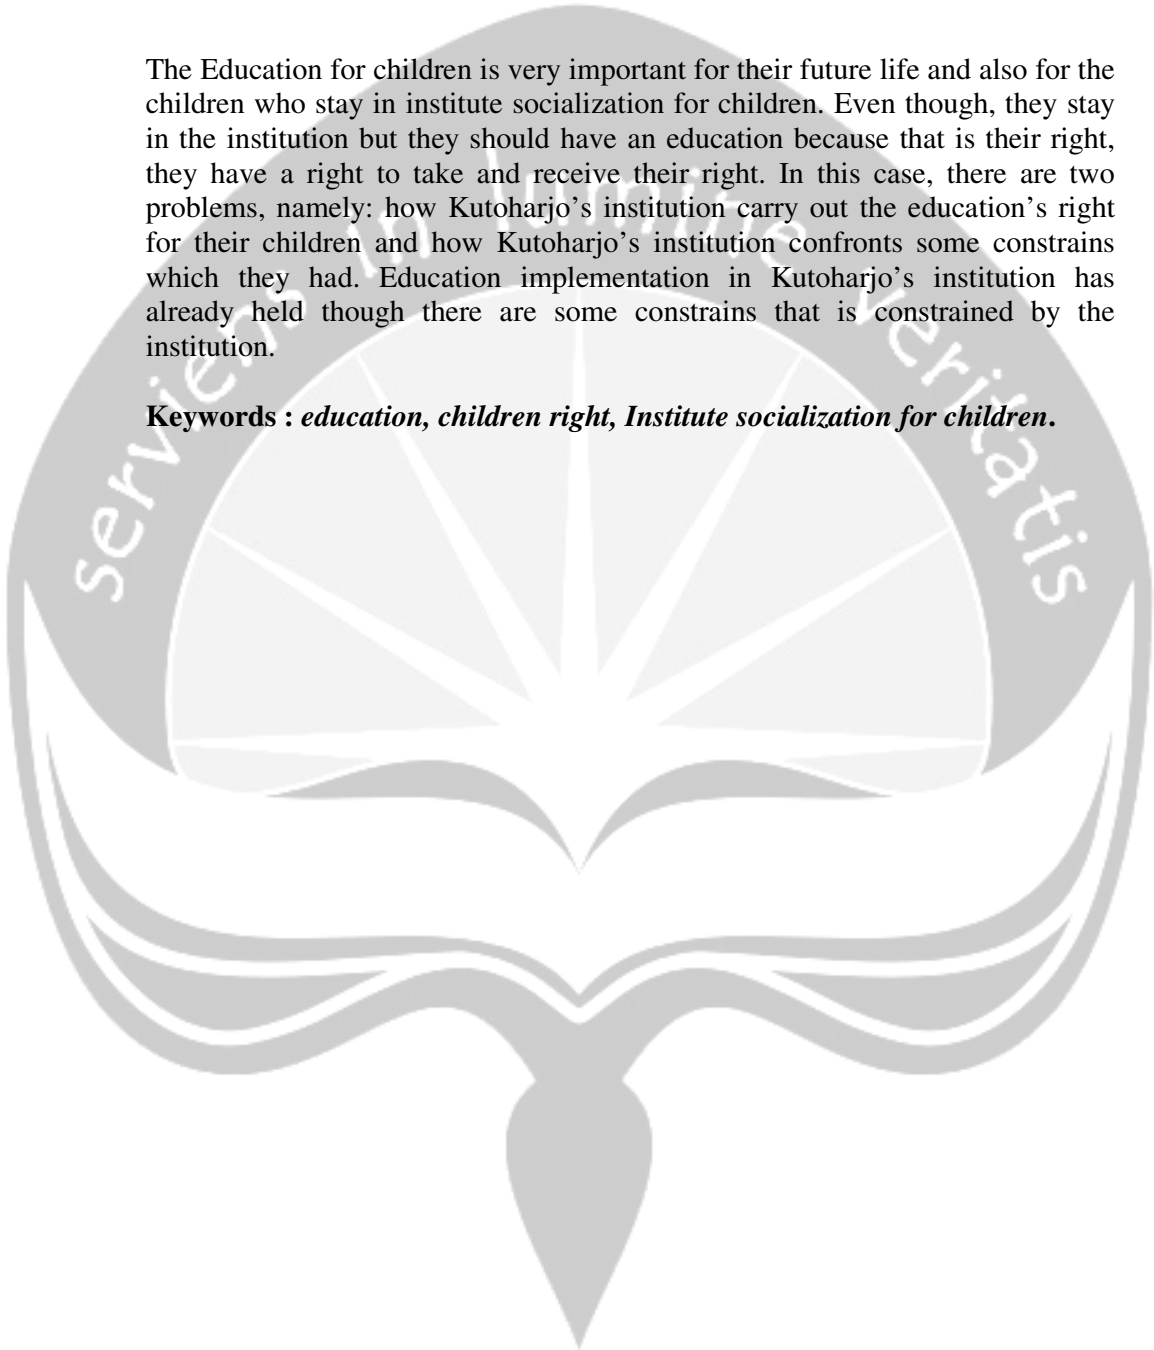 The Education for children is very important for their future life and also for the
children who stay in institute socialization for children. Even though, they stay
in the institution but they should have an education because that is their right,
they have a right to take and receive their right. In this case, there are two
problems, namely: how Kutoharjo’s institution carry out the education’s right
for their children and how Kutoharjo’s institution confronts some constrains
which they had. Education implementation in Kutoharjo’s institution has
already held though there are some constrains that is constrained by the
institution.
Keywords : education, children right, Institute socialization for children.
serviens in lumine veritatis